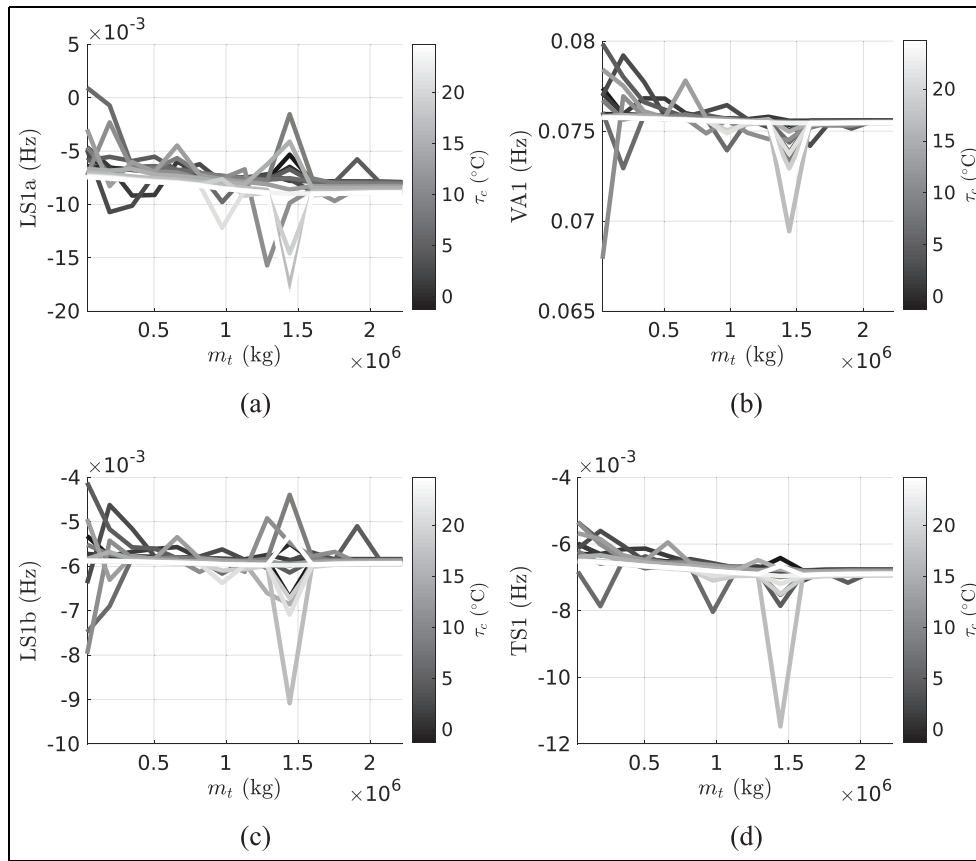 ×10⁻³
5
0
-5
-10
-15
-20
LS1a (Hz)
0.5 1 1.5 2
m_t (kg) ×10⁶
20
15
10
5
0
τ_c (°C)
(a)
0.08
0.075
0.07
0.065
VA1 (Hz)
0.5 1 1.5 2
m_t (kg) ×10⁶
20
15
10
5
0
τ_c (°C)
(b)
×10⁻³
-4
-5
-6
-7
-8
-9
-10
LS1b (Hz)
0.5 1 1.5 2
m_t (kg) ×10⁶
20
15
10
5
0
τ_c (°C)
(c)
×10⁻³
-4
-6
-8
-10
-12
TS1 (Hz)
0.5 1 1.5 2
m_t (kg) ×10⁶
20
15
10
5
0
τ_c (°C)
(d)